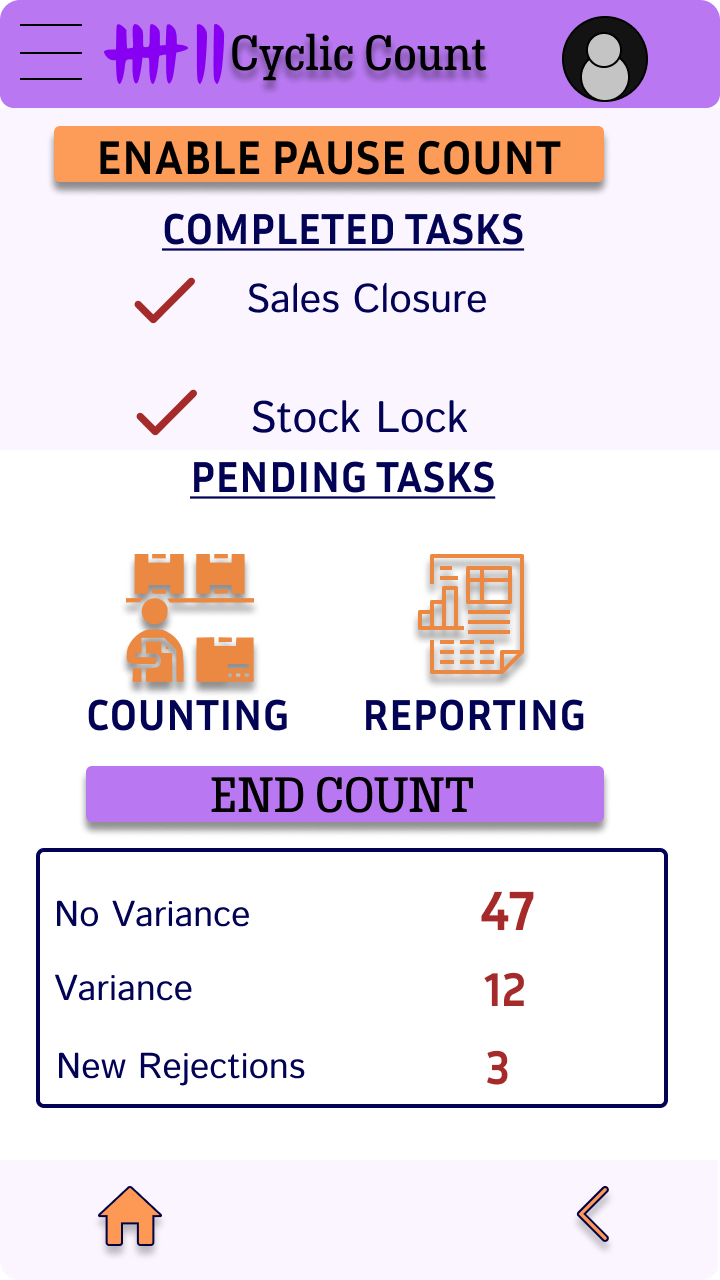 Cyclic Count
ENABLE PAUSE COUNT
COMPLETED TASKS
Sales Closure
Stock Lock
PENDING TASKS
COUNTING REPORTING
END COUNT
No Variance 47
Variance 12
New Rejections 3